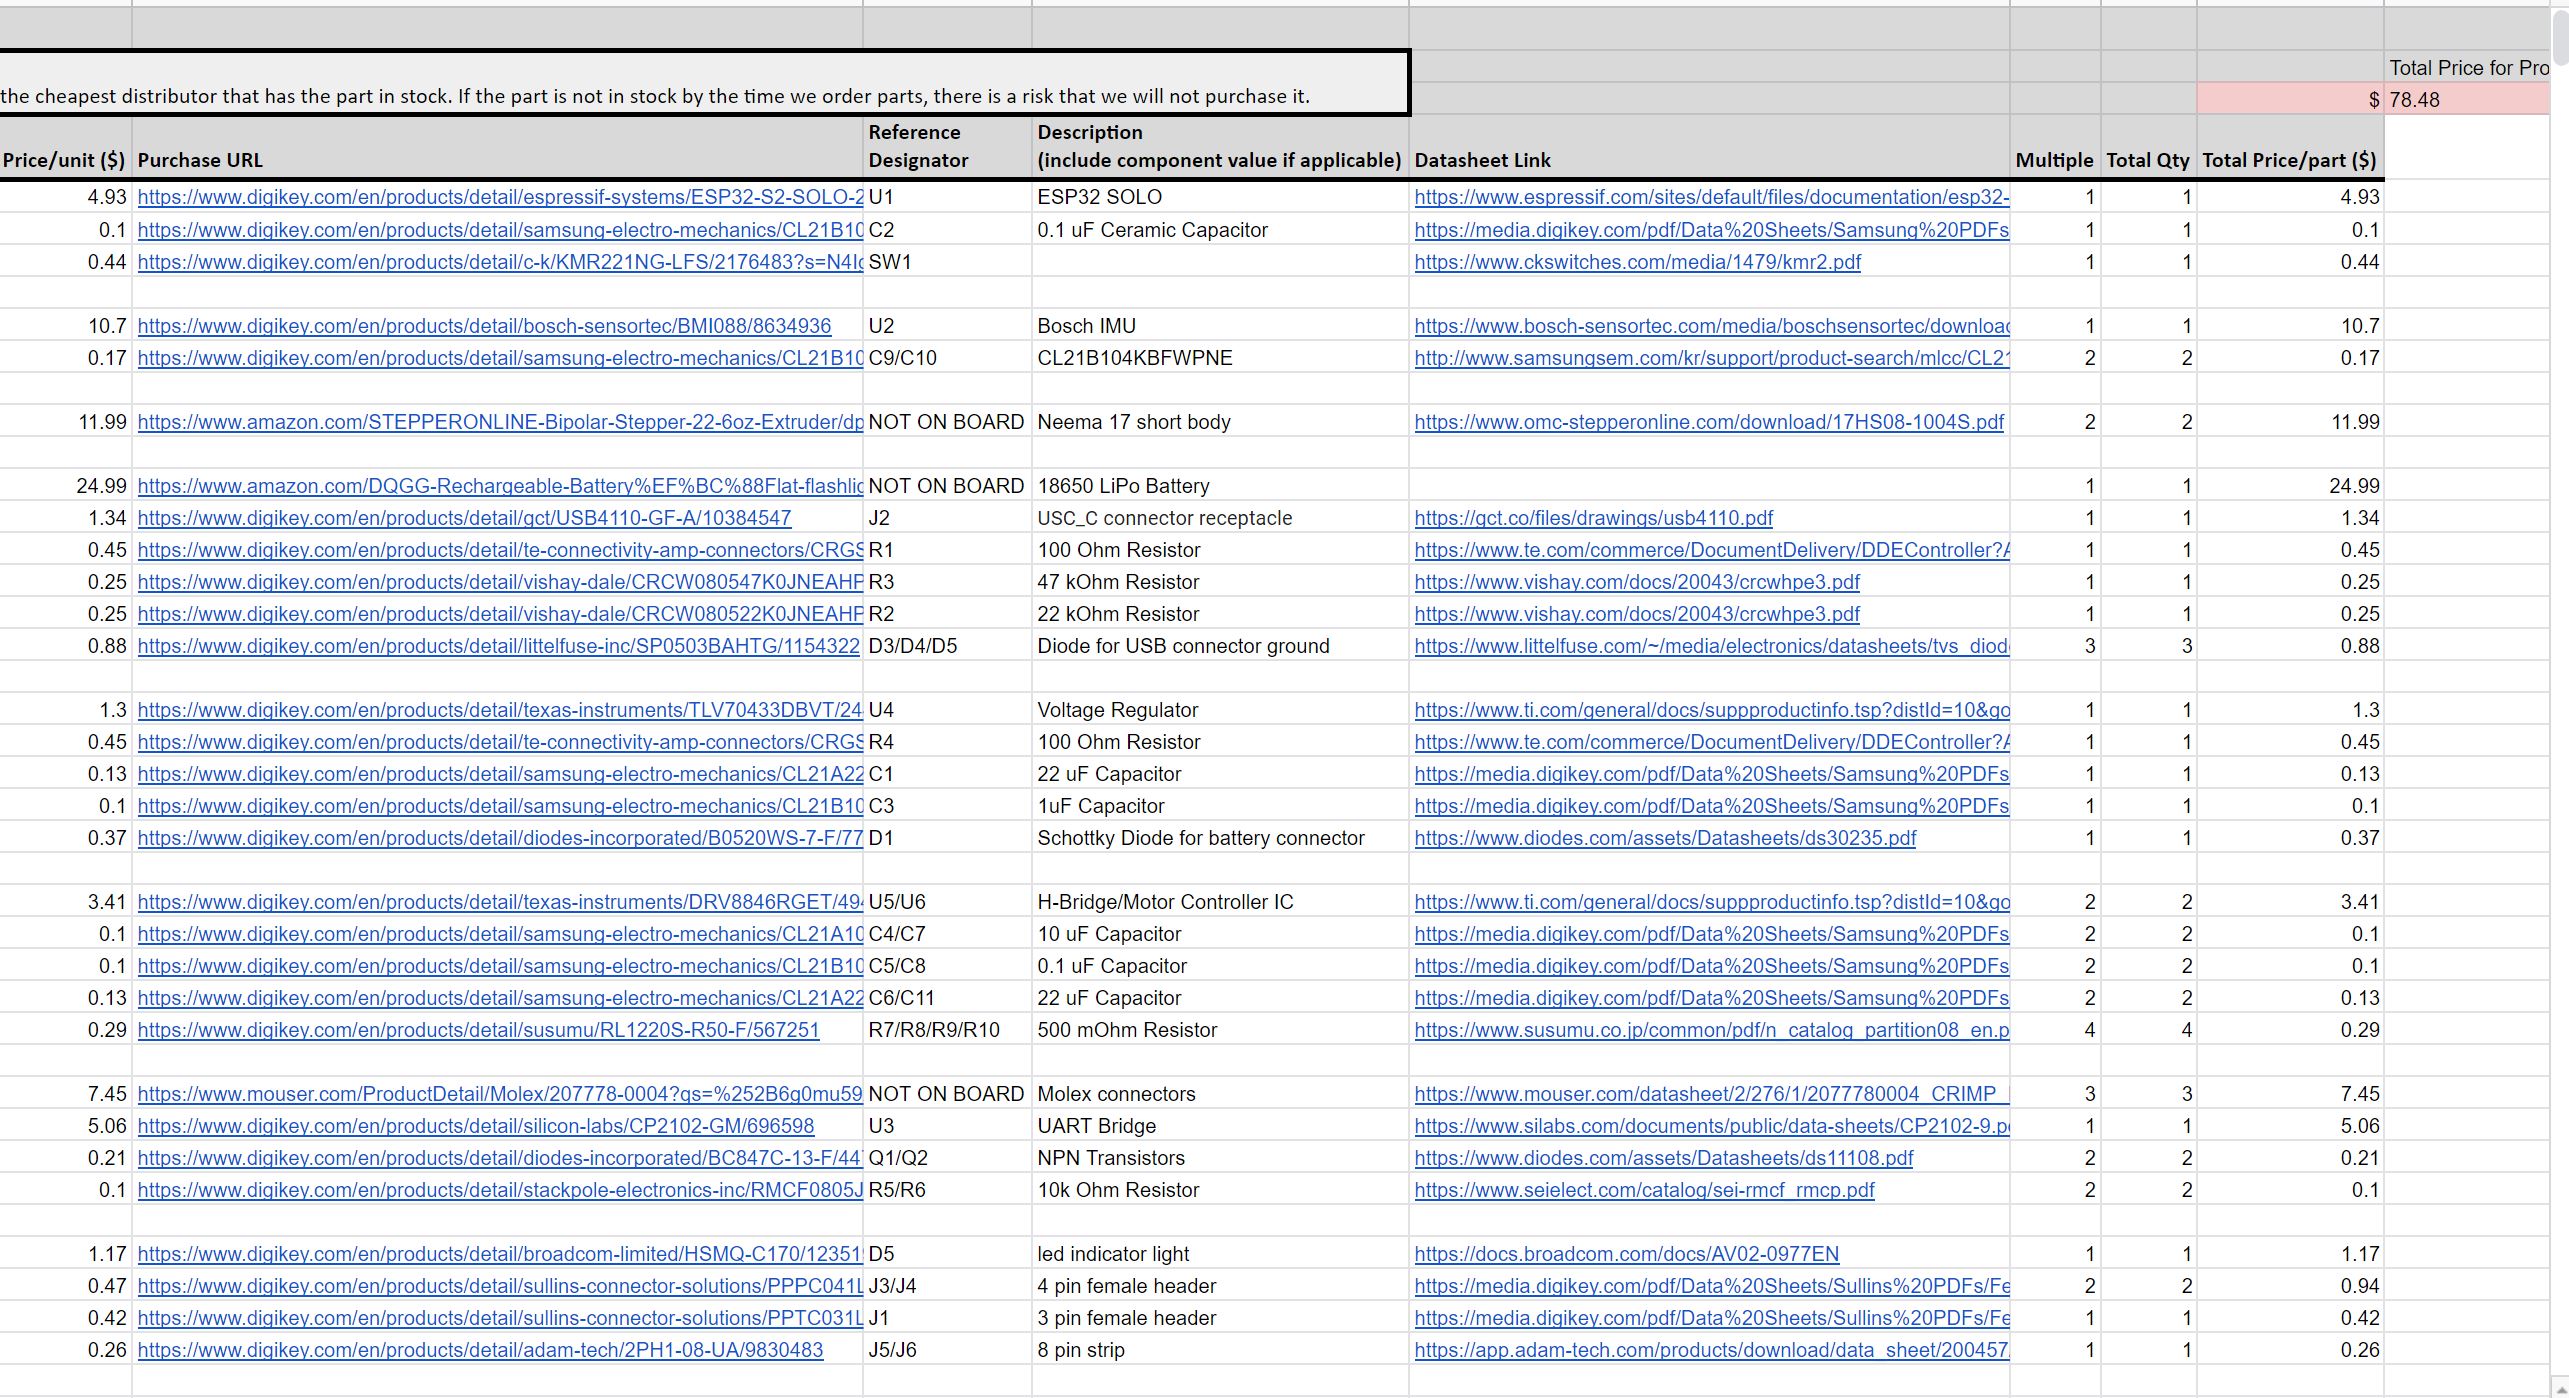 Total Price for Pro
the cheapest distributor that has the part in stock. If the part is not in stock by the time we order parts, there is a risk that we will not purchase it.
$ 78.48
Price/unit ($) Purchase URL Reference Designator Description (include component value if applicable) Datasheet Link Multiple Total Qty Total Price/part ($)
4.93 https://www.digikey.com/en/products/detail/espressif-systems/ESP32-S2-SOLO-2 U1 ESP32 SOLO https://www.espressif.com/sites/default/files/documentation/esp32- 1 1 4.93
0.1 https://www.digikey.com/en/products/detail/samsung-electro-mechanics/CL21B10 C2 0.1 uF Ceramic Capacitor https://media.digikey.com/pdf/Data%20Sheets/Samsung%20PDFs 1 1 0.1
0.44 https://www.digikey.com/en/products/detail/c-k/KMR221NG-LFS/2176483?s=N4Ig SW1 https://www.ckswitches.com/media/1479/kmr2.pdf 1 1 0.44
10.7 https://www.digikey.com/en/products/detail/bosch-sensortec/BMI088/8634936 U2 Bosch IMU https://www.bosch-sensortec.com/media/boschsensortec/download 1 1 10.7
0.17 https://www.digikey.com/en/products/detail/samsung-electro-mechanics/CL21B10 C9/C10 CL21B104KBFWPNE http://www.samsungsem.com/kr/support/product-search/mlcc/CL21 2 2 0.17
11.99 https://www.amazon.com/STEPPERONLINE-Bipolar-Stepper-22-6oz-Extruder/dp NOT ON BOARD Neema 17 short body https://www.omc-stepperonline.com/download/17HS08-1004S.pdf 2 2 11.99
24.99 https://www.amazon.com/DQGG-Rechargeable-Battery%EF%BC%88Flat-flashlig NOT ON BOARD 18650 LiPo Battery 1 1 24.99
1.34 https://www.digikey.com/en/products/detail/gct/USB4110-GF-A/10384547 J2 USC_C connector receptacle https://gct.co/files/drawings/usb4110.pdf 1 1 1.34
0.45 https://www.digikey.com/en/products/detail/te-connectivity-amp-connectors/CRGS R1 100 Ohm Resistor https://www.te.com/commerce/DocumentDelivery/DDEController?A 1 1 0.45
0.25 https://www.digikey.com/en/products/detail/vishay-dale/CRCW080547K0JNEAHP R3 47 kOhm Resistor https://www.vishay.com/docs/20043/crcwhpe3.pdf 1 1 0.25
0.25 https://www.digikey.com/en/products/detail/vishay-dale/CRCW080522K0JNEAHP R2 22 kOhm Resistor https://www.vishay.com/docs/20043/crcwhpe3.pdf 1 1 0.25
0.88 https://www.digikey.com/en/products/detail/littelfuse-inc/SP0503BAHTG/1154322 D3/D4/D5 Diode for USB connector ground https://www.littelfuse.com/~/media/electronics/datasheets/tvs_diod 3 3 0.88
1.3 https://www.digikey.com/en/products/detail/texas-instruments/TLV70433DBVT/24 U4 Voltage Regulator https://www.ti.com/general/docs/suppproductinfo.tsp?distId=10&go 1 1 1.3
0.45 https://www.digikey.com/en/products/detail/te-connectivity-amp-connectors/CRGS R4 100 Ohm Resistor https://www.te.com/commerce/DocumentDelivery/DDEController?A 1 1 0.45
0.13 https://www.digikey.com/en/products/detail/samsung-electro-mechanics/CL21A22 C1 22 uF Capacitor https://media.digikey.com/pdf/Data%20Sheets/Samsung%20PDFs 1 1 0.13
0.1 https://www.digikey.com/en/products/detail/samsung-electro-mechanics/CL21B10 C3 1uF Capacitor https://media.digikey.com/pdf/Data%20Sheets/Samsung%20PDFs 1 1 0.1
0.37 https://www.digikey.com/en/products/detail/diodes-incorporated/B0520WS-7-F/77 D1 Schottky Diode for battery connector https://www.diodes.com/assets/Datasheets/ds30235.pdf 1 1 0.37
3.41 https://www.digikey.com/en/products/detail/texas-instruments/DRV8846RGET/494 U5/U6 H-Bridge/Motor Controller IC https://www.ti.com/general/docs/suppproductinfo.tsp?distId=10&go 2 2 3.41
0.1 https://www.digikey.com/en/products/detail/samsung-electro-mechanics/CL21A10 C4/C7 10 uF Capacitor https://media.digikey.com/pdf/Data%20Sheets/Samsung%20PDFs 2 2 0.1
0.1 https://www.digikey.com/en/products/detail/samsung-electro-mechanics/CL21B10 C5/C8 0.1 uF Capacitor https://media.digikey.com/pdf/Data%20Sheets/Samsung%20PDFs 2 2 0.1
0.13 https://www.digikey.com/en/products/detail/samsung-electro-mechanics/CL21A22 C6/C11 22 uF Capacitor https://media.digikey.com/pdf/Data%20Sheets/Samsung%20PDFs 2 2 0.13
0.29 https://www.digikey.com/en/products/detail/susumu/RL1220S-R50-F/567251 R7/R8/R9/R10 500 mOhm Resistor https://www.susumu.co.jp/common/pdf/n_catalog_partition08_en.p 4 4 0.29
7.45 https://www.mouser.com/ProductDetail/Molex/207778-0004?qs=%252B6g0mu59 NOT ON BOARD Molex connectors https://www.mouser.com/datasheet/2/276/1/2077780004_CRIMP_ 3 3 7.45
5.06 https://www.digikey.com/en/products/detail/silicon-labs/CP2102-GM/696598 U3 UART Bridge https://www.silabs.com/documents/public/data-sheets/CP2102-9.p 1 1 5.06
0.21 https://www.digikey.com/en/products/detail/diodes-incorporated/BC847C-13-F/44 Q1/Q2 NPN Transistors https://www.diodes.com/assets/Datasheets/ds11108.pdf 2 2 0.21
0.1 https://www.digikey.com/en/products/detail/stackpole-electronics-inc/RMCF0805J R5/R6 10k Ohm Resistor https://www.seielect.com/catalog/sei-rmcf_rmcp.pdf 2 2 0.1
1.17 https://www.digikey.com/en/products/detail/broadcom-limited/HSMQ-C170/123519 D5 led indicator light https://docs.broadcom.com/docs/AV02-0977EN 1 1 1.17
0.47 https://www.digikey.com/en/products/detail/sullins-connector-solutions/PPPC041L J3/J4 4 pin female header https://media.digikey.com/pdf/Data%20Sheets/Sullins%20PDFs/Fe 2 2 0.94
0.42 https://www.digikey.com/en/products/detail/sullins-connector-solutions/PPTC031L J1 3 pin female header https://media.digikey.com/pdf/Data%20Sheets/Sullins%20PDFs/Fe 1 1 0.42
0.26 https://www.digikey.com/en/products/detail/adam-tech/2PH1-08-UA/9830483 J5/J6 8 pin strip https://app.adam-tech.com/products/download/data_sheet/200457 1 1 0.26